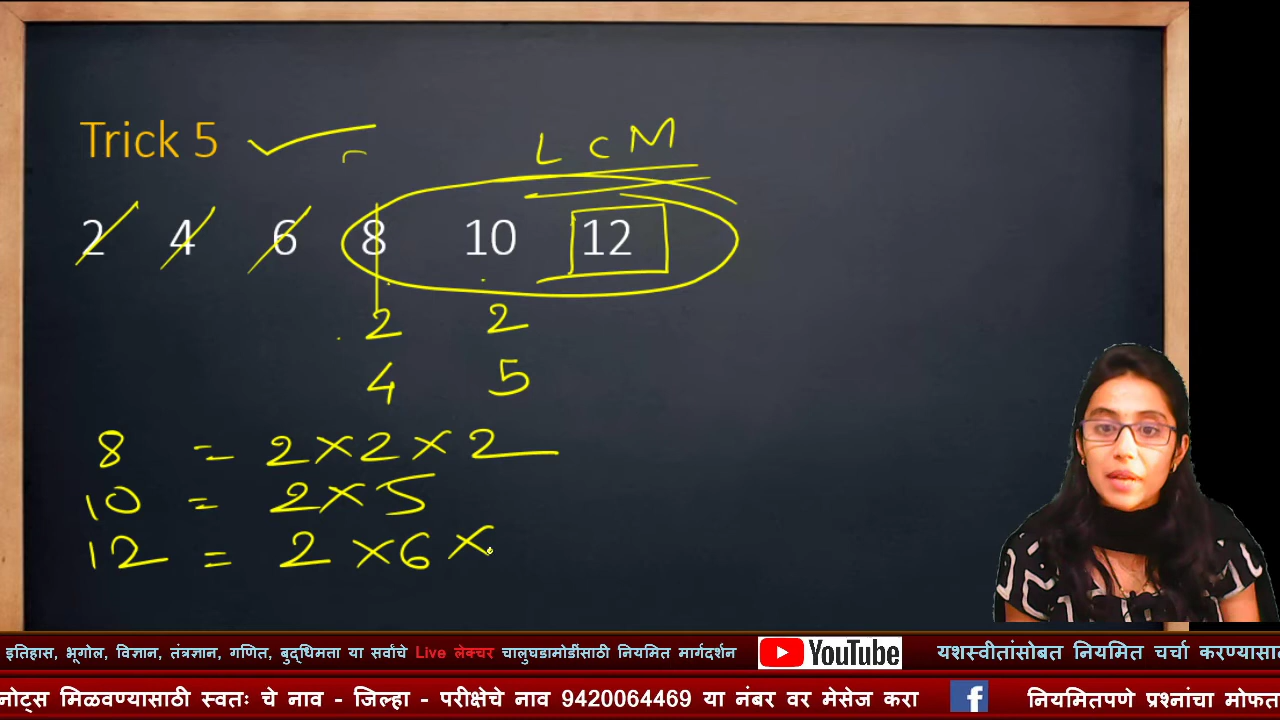 Trick 5
L C M
2 4 6 8 10 12
2 2
4 5
8 = 2 × 2 × 2
10 = 2 × 5
12 = 2 × 6 ×
इतिहास, भूगोल, विज्ञान, तंत्रज्ञान, गणित, बुद्धिमत्ता या सर्वांचे Live लेक्चर चालुघडामोडींसाठी नियमित मार्गदर्शन YouTube यशस्वीतांसोबत नियमित चर्चा करण्यासा
नोट्स मिळवण्यासाठी स्वतः चे नाव - जिल्हा - परीक्षेचे नाव 9420064469 या नंबर वर मेसेज करा f नियमितपणे प्रश्नांचा मोफत